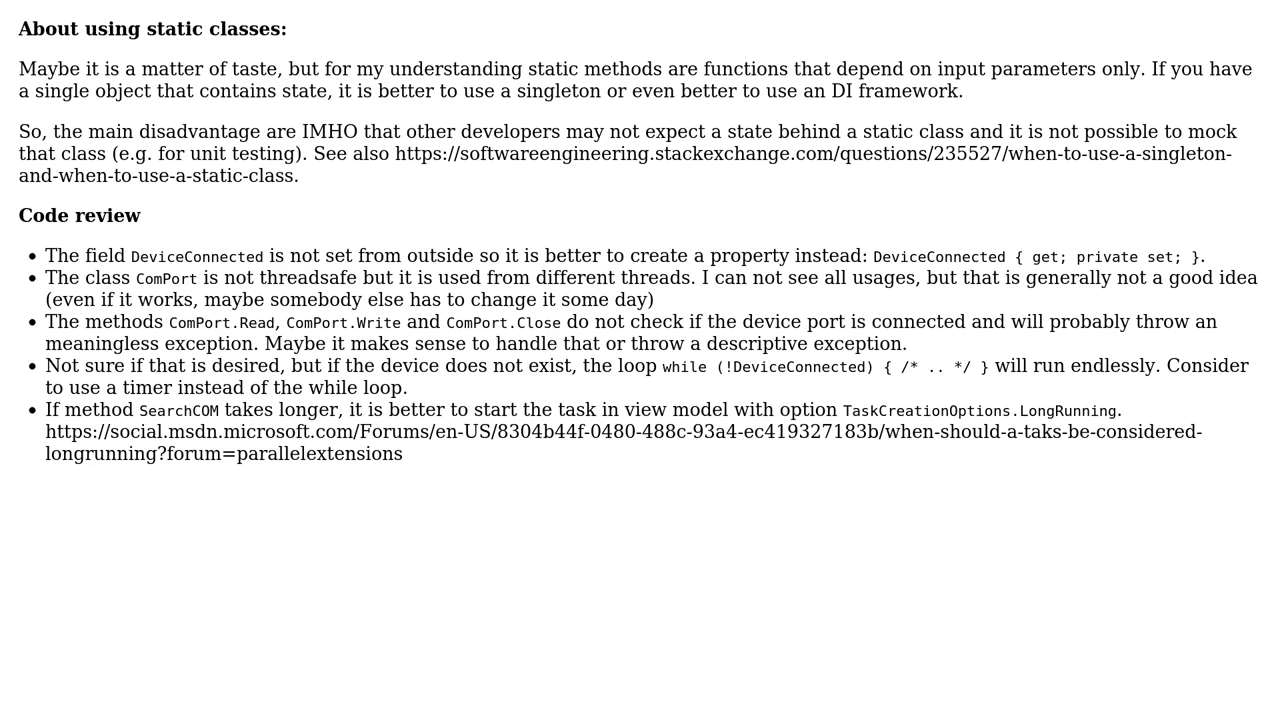 About using static classes:
Maybe it is a matter of taste, but for my understanding static methods are functions that depend on input parameters only. If you have
a single object that contains state, it is better to use a singleton or even better to use an DI framework.
So, the main disadvantage are IMHO that other developers may not expect a state behind a static class and it is not possible to mock
that class (e.g. for unit testing). See also https://softwareengineering.stackexchange.com/questions/235527/when-to-use-a-singleton-
and-when-to-use-a-static-class.
Code review
• The field DeviceConnected is not set from outside so it is better to create a property instead: DeviceConnected { get; private set; }.
• The class ComPort is not threadsafe but it is used from different threads. I can not see all usages, but that is generally not a good idea
(even if it works, maybe somebody else has to change it some day)
• The methods ComPort.Read, ComPort.Write and ComPort.Close do not check if the device port is connected and will probably throw an
meaningless exception. Maybe it makes sense to handle that or throw a descriptive exception.
• Not sure if that is desired, but if the device does not exist, the loop while (!DeviceConnected) { /* .. */ } will run endlessly. Consider
to use a timer instead of the while loop.
• If method SearchCOM takes longer, it is better to start the task in view model with option TaskCreationOptions.LongRunning.
https://social.msdn.microsoft.com/Forums/en-US/8304b44f-0480-488c-93a4-ec419327183b/when-should-a-taks-be-considered-
longrunning?forum=parallelextensions